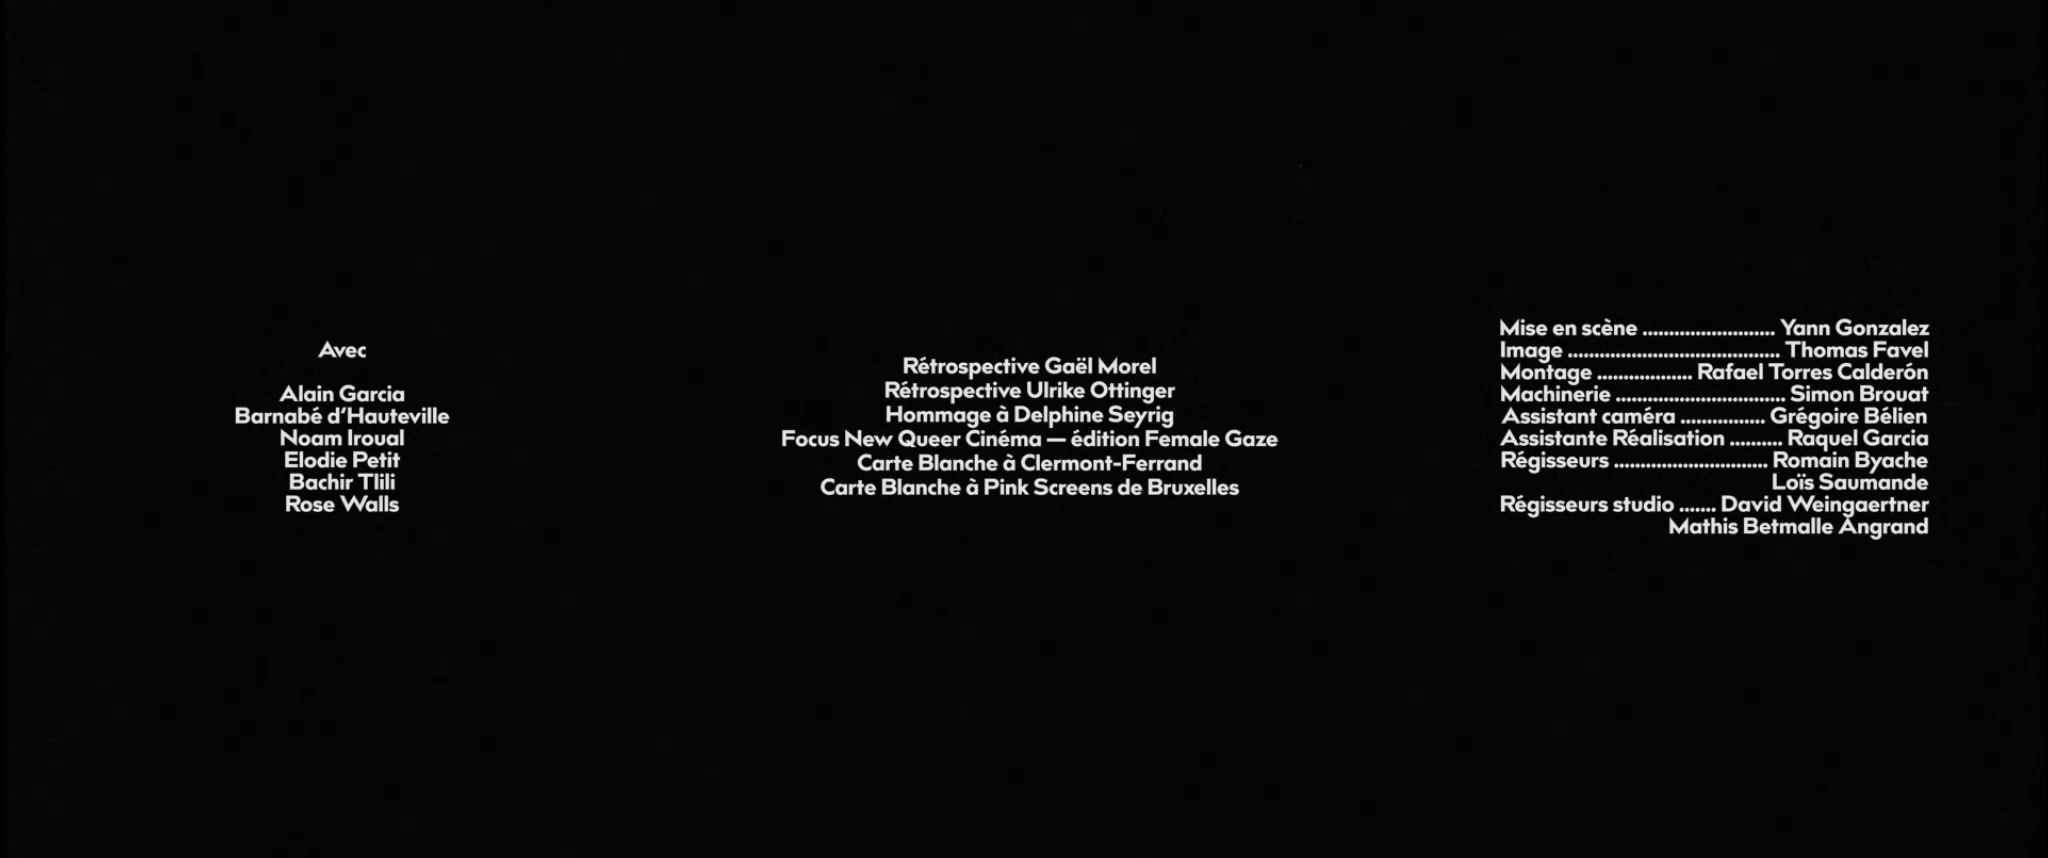 Avec
Alain Garcia
Barnabé d'Hauteville
Noam Iroual
Elodie Petit
Bachir Tlili
Rose Walls
Rétrospective Gaël Morel
Rétrospective Ulrike Ottinger
Hommage à Delphine Seyrig
Focus New Queer Cinéma — édition Female Gaze
Carte Blanche à Clermont-Ferrand
Carte Blanche à Pink Screens de Bruxelles
Mise en scène ......................... Yann Gonzalez
Image ........................................ Thomas Favel
Montage .................. Rafael Torres Calderón
Machinerie ................................ Simon Brouat
Assistant caméra ................ Grégoire Bélien
Assistante Réalisation .......... Raquel Garcia
Régisseurs ............................. Romain Byache
Loïs Saumande
Régisseurs studio ....... David Weingaertner
Mathis Betmalle Angrand